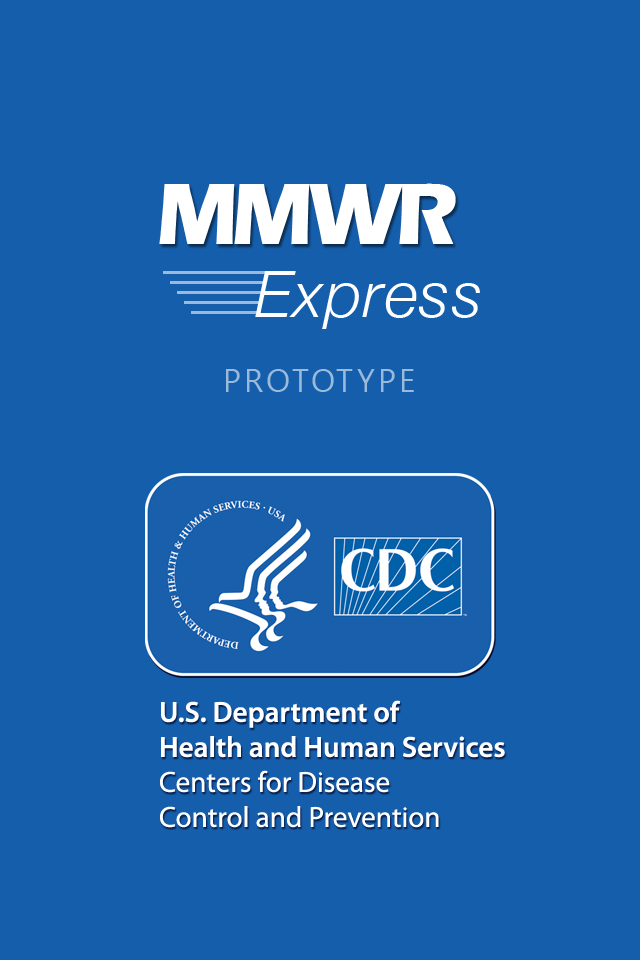 MMWR
Express
PROTOTYPE
DEPARTMENT OF HEALTH & HUMAN SERVICES · USA
CDC
™
U.S. Department of
Health and Human Services
Centers for Disease
Control and Prevention